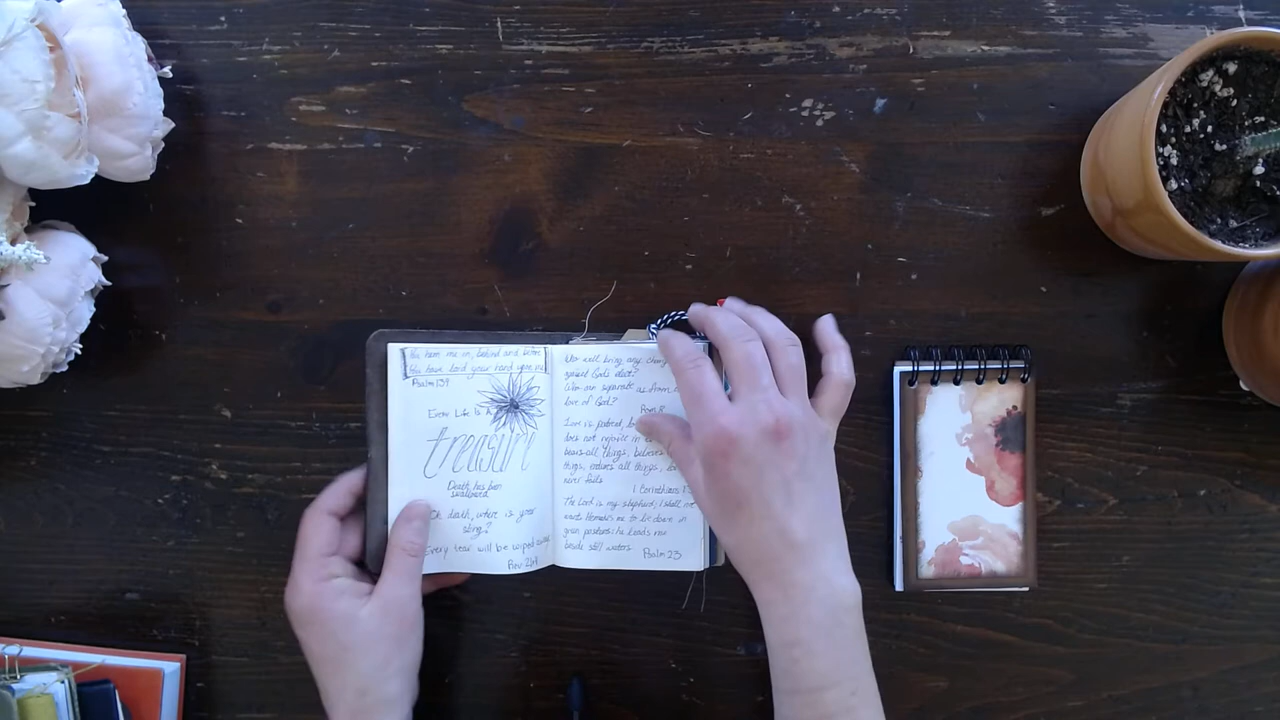 You hem me in, behind and before
You have laid your hand upon me
Psalm 139
Every Life is A
treasure
Death has been
swallowed
Oh death, where is your
sting?
Every tear will be wiped away
Rev 21:4
Nor will bring any charge
against God's elect?
Who can separate us from
love of God?
Rom 8
Love is patient,
does not rejoice in
bears all things, believes
things, endures all things,
never fails
1 Corinthians 13
The Lord is my shepherd; I shall not
want. He makes me to lie down in
green pastures: he leads me
beside still waters
Psalm 23